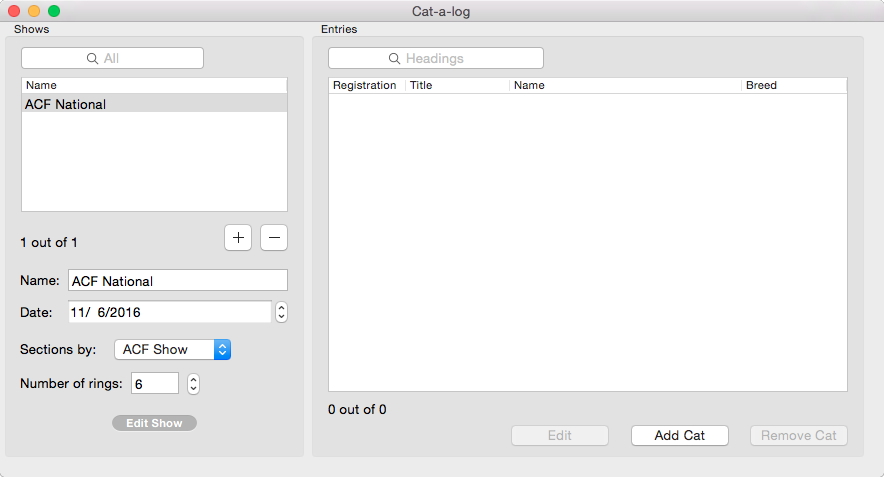 Cat-a-log
Shows
All
Name
ACF National
1 out of 1
+ −
Name: ACF National
Date: 11/ 6/2016
Sections by: ACF Show
Number of rings: 6
Edit Show
Entries
Headings
Registration Title Name Breed
0 out of 0
Edit Add Cat Remove Cat